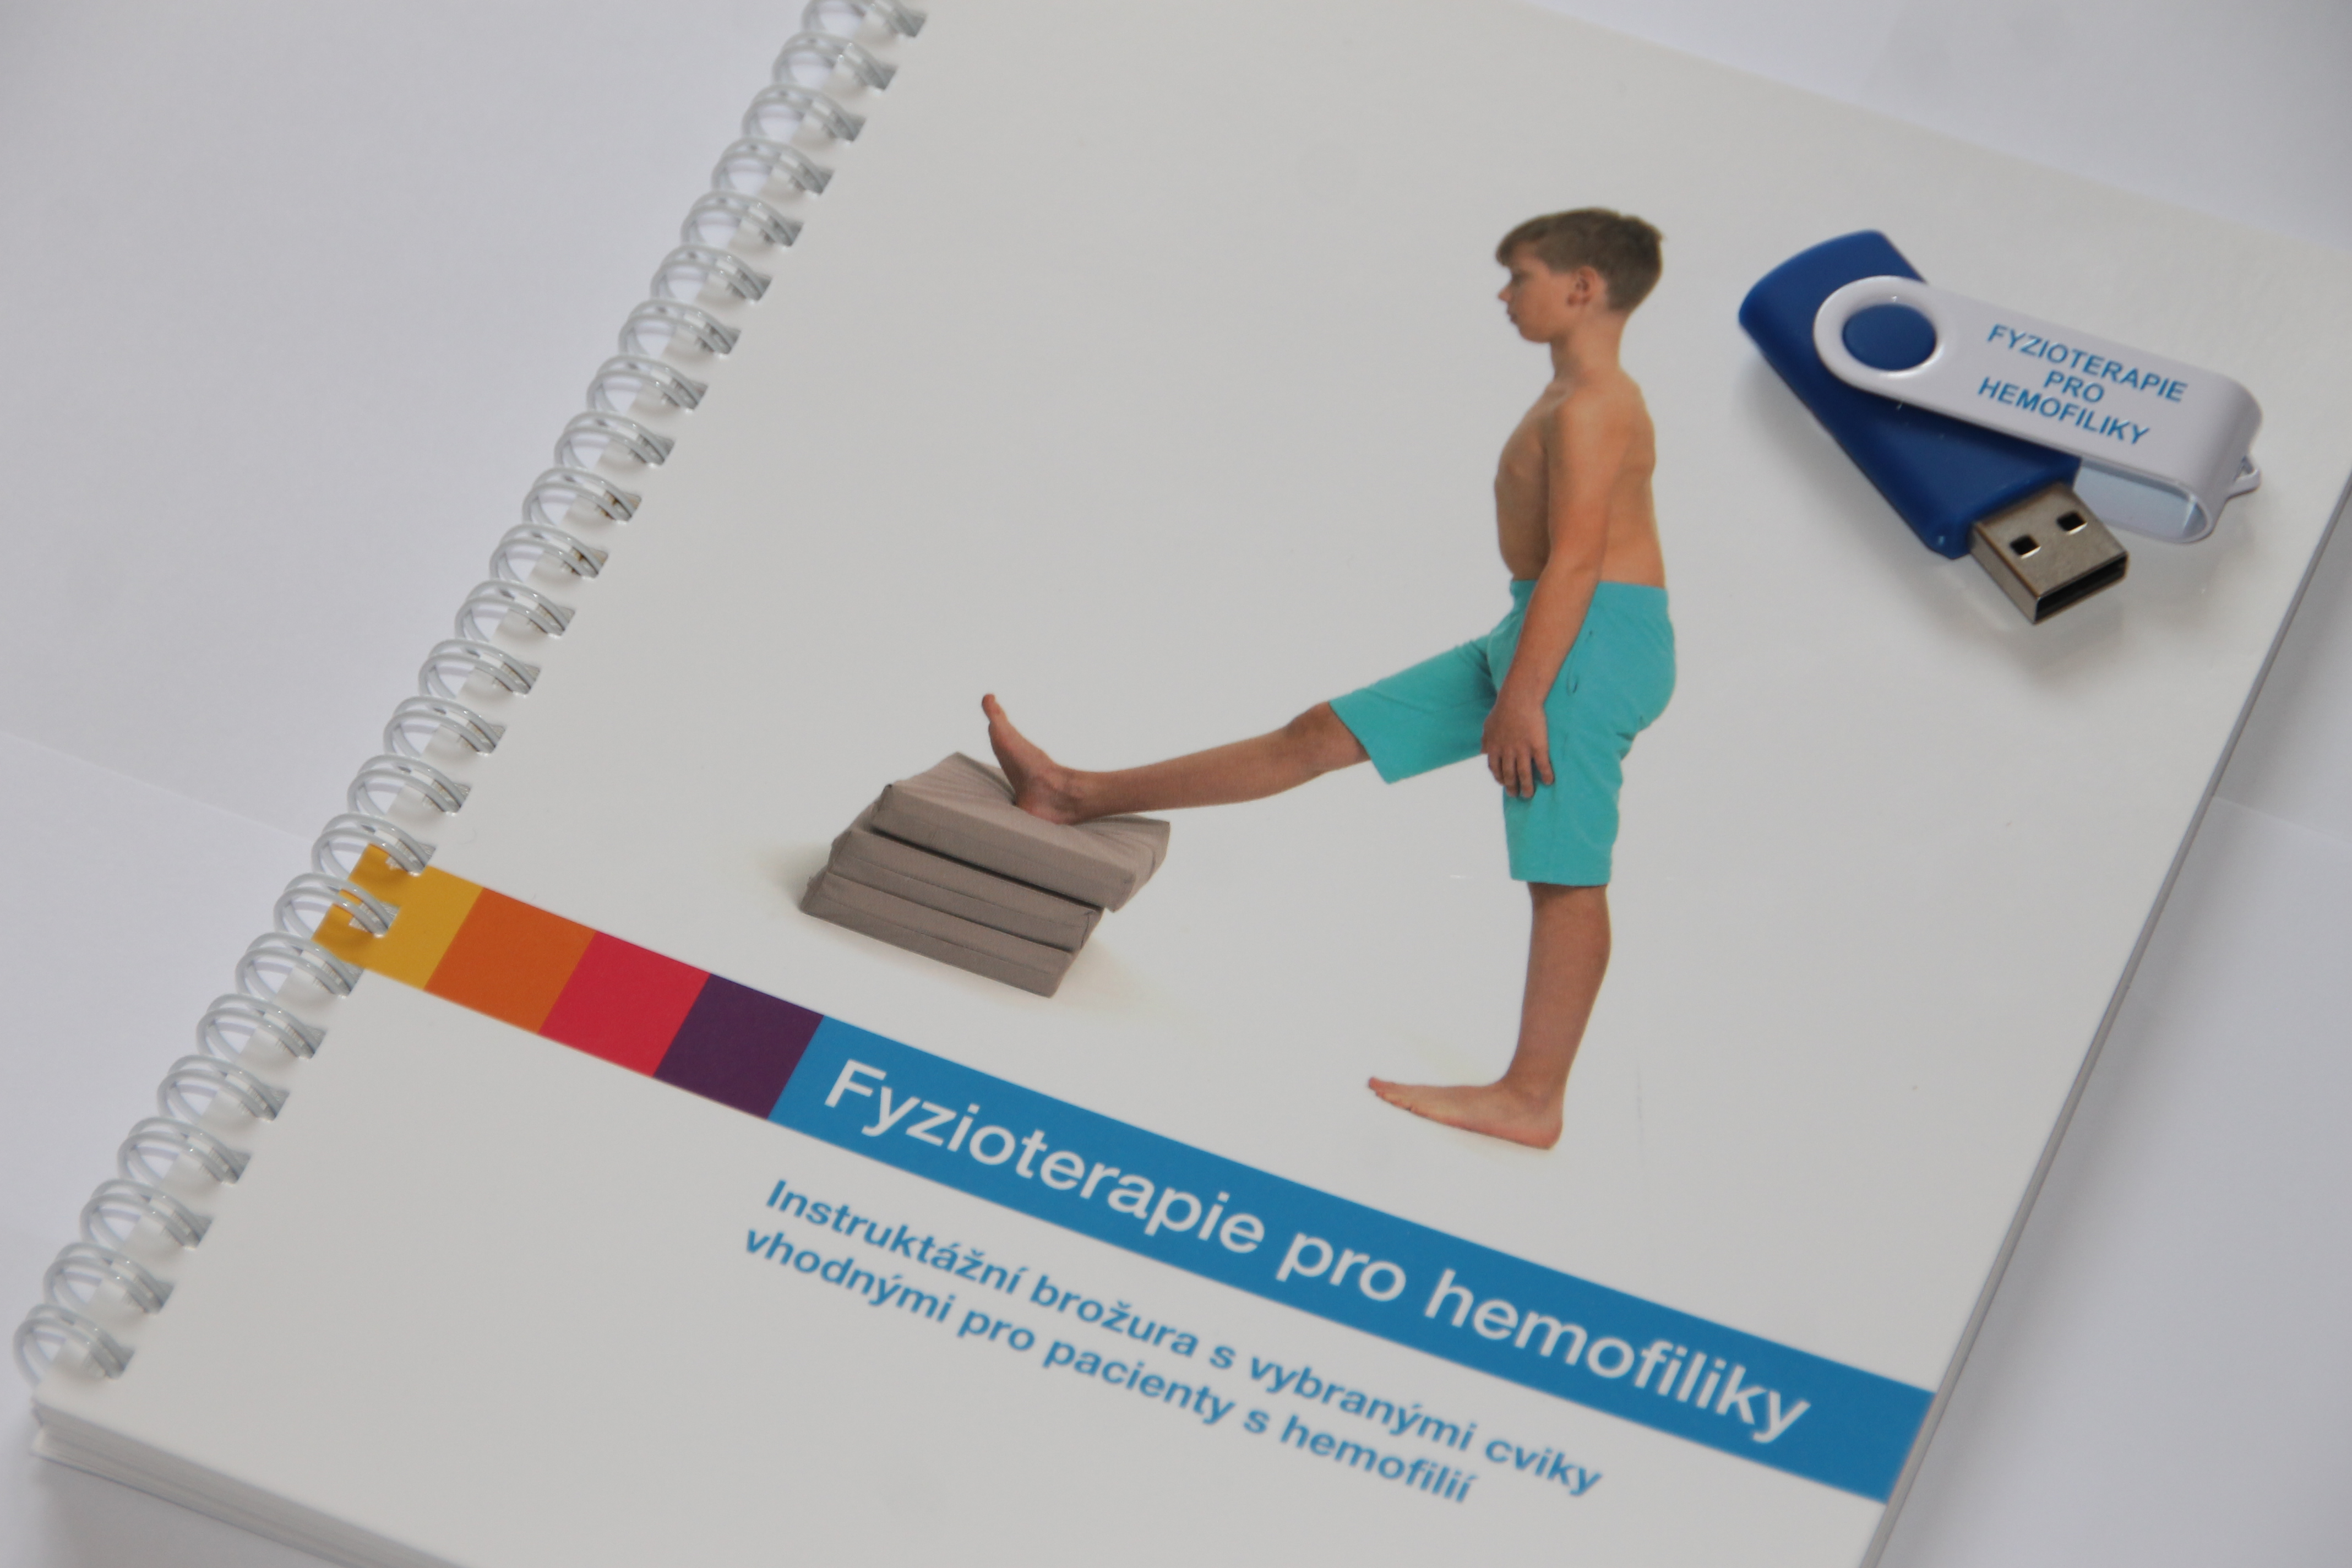 FYZIOTERAPIE
PRO
HEMOFILIKY
Fyzioterapie pro hemofiliky
Instruktážní brožura s vybranými cviky
vhodnými pro pacienty s hemofilií